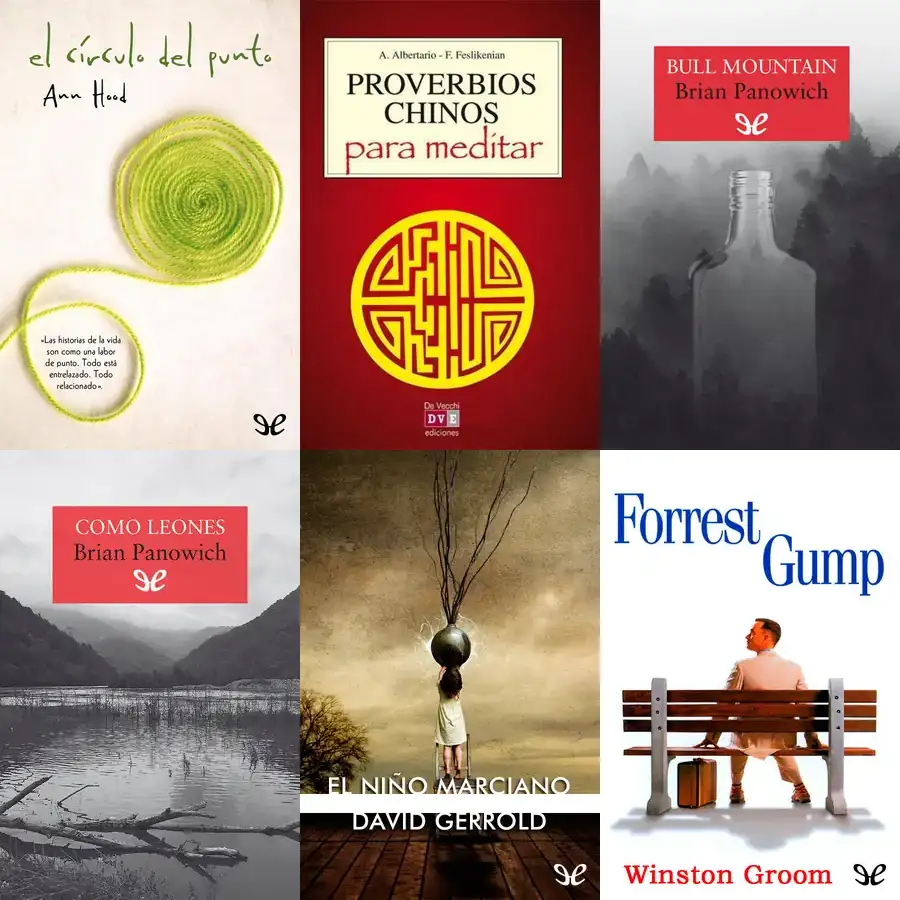 el círculo del punto
Ann Hood
«Las historias de la vida
son como una labor
de punto. Todo está
entrelazado. Todo
relacionado».
A. Albertario - F. Feslikenian
PROVERBIOS
CHINOS
para meditar
De Vecchi
DVE
ediciones
BULL MOUNTAIN
Brian Panowich
COMO LEONES
Brian Panowich
EL NIÑO MARCIANO
DAVID GERROLD
Forrest
Gump
Winston Groom